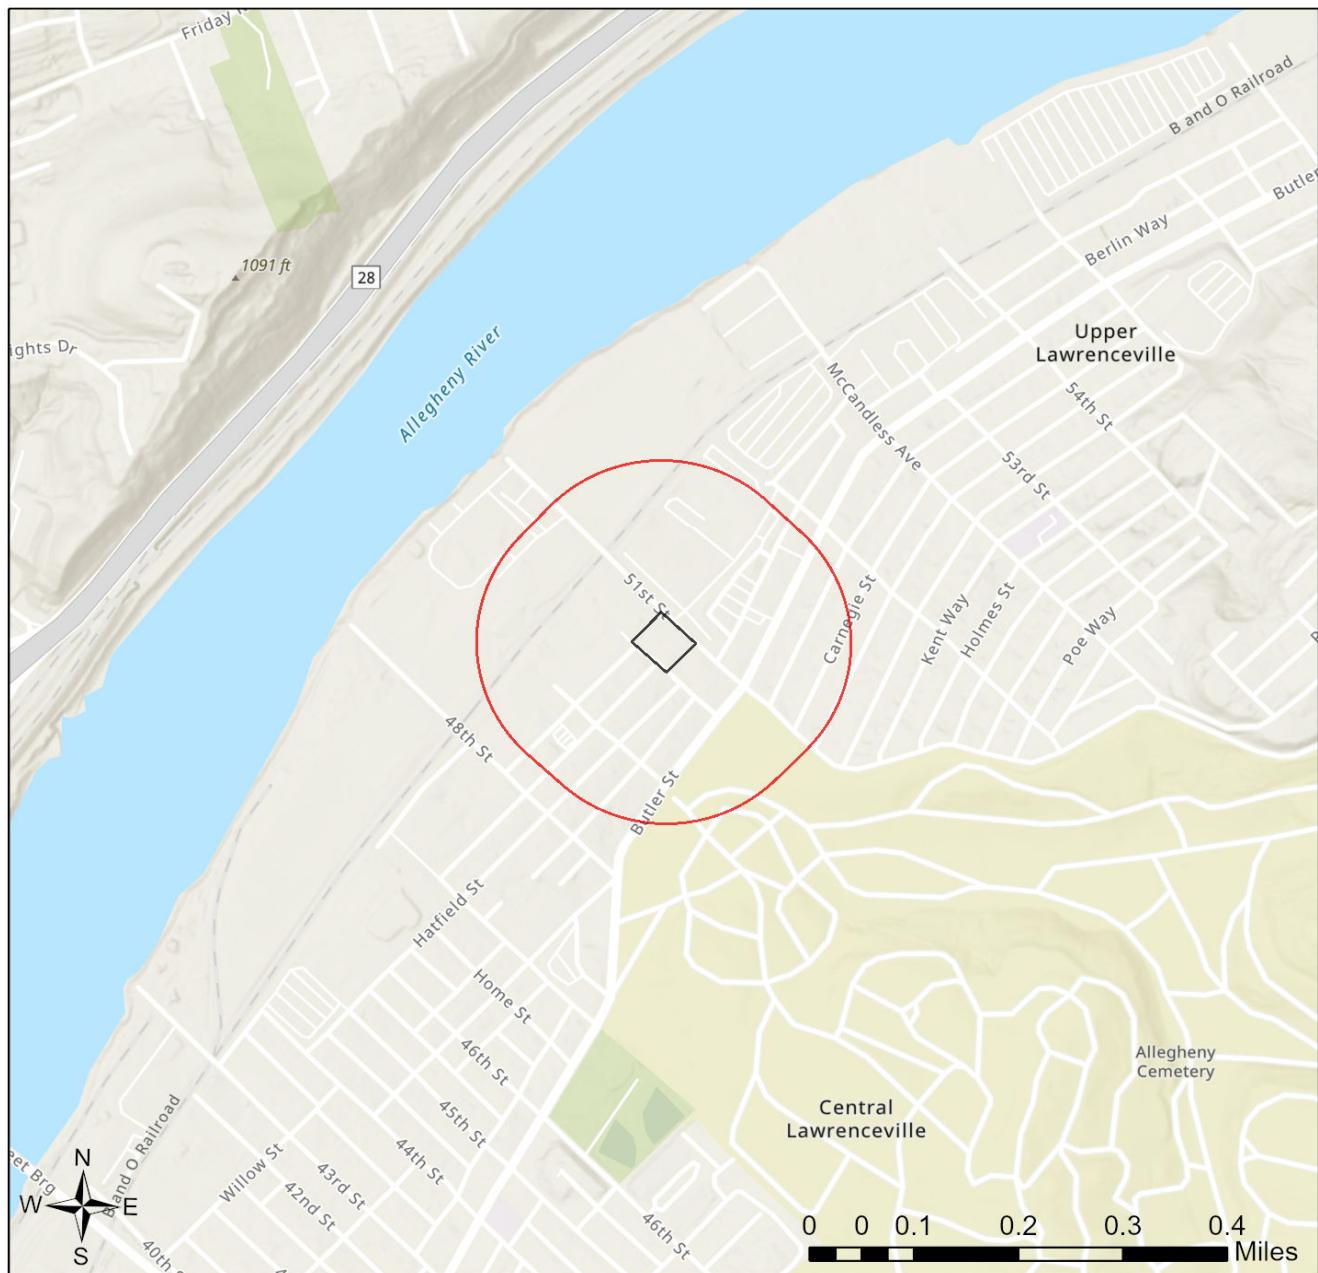 Friday R
B and O Railroad
Butler
Berlin Way
1091 ft
28
ights Dr
Upper
Lawrenceville
Allegheny River
McCandless Ave
54th St
53rd St
51st St
Carnegie St
Kent Way
Holmes St
Poe Way
48th St
Butler St
Hatfield St
Home St
46th St
45th St
44th St
43rd St
42nd St
Willow St
B and O Railroad
Allegheny
Cemetery
Central
Lawrenceville
46th St
eet Brg
40th S
N
W
E
S
0 0 0.1 0.2 0.3 0.4
Miles